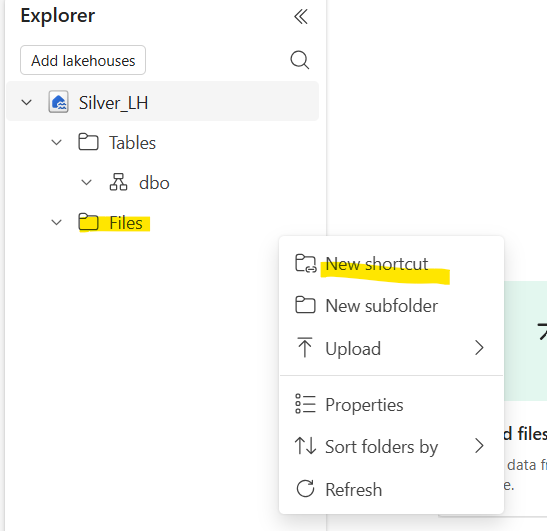 Explorer
Add lakehouses
Silver_LH
Tables
dbo
Files
New shortcut
New subfolder
Upload
Properties
d files
Sort folders by
data fr
e.
Refresh